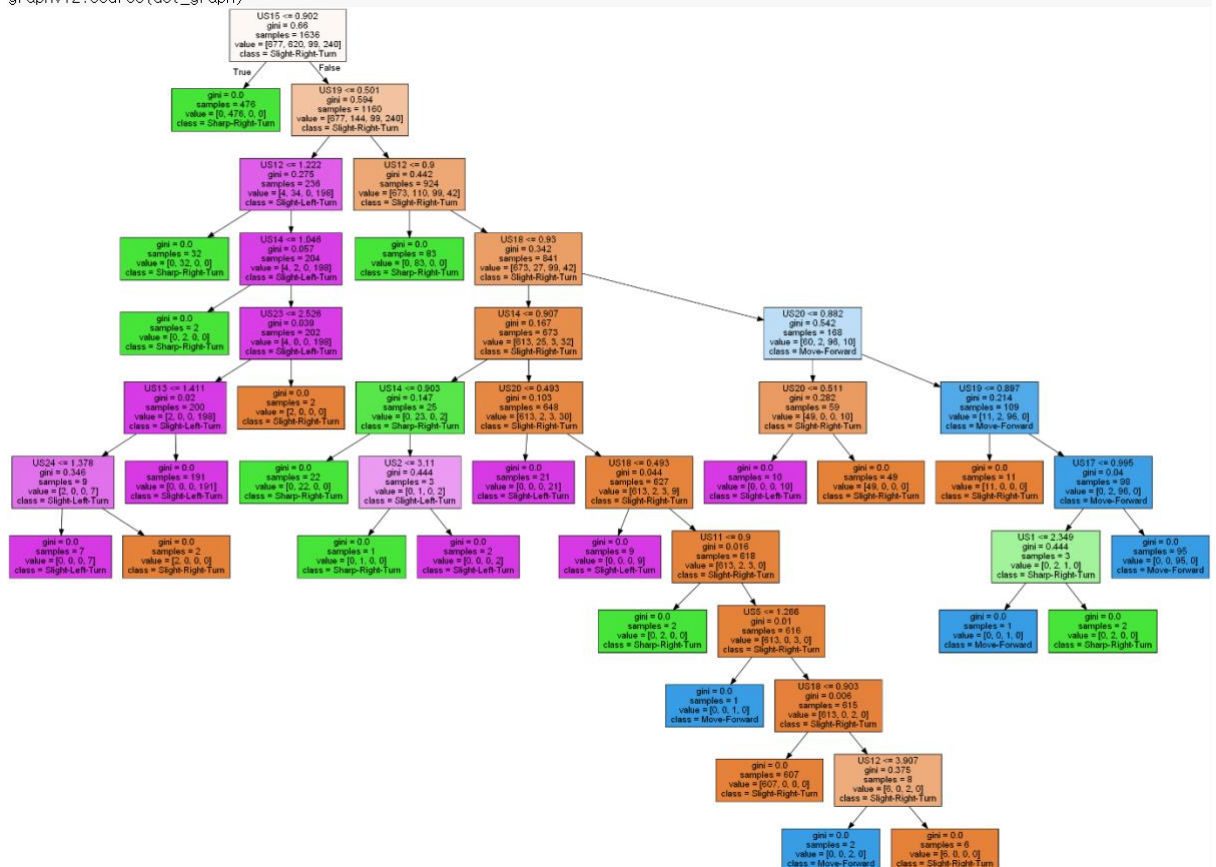 graphviz.Source(dot_graph)
US15 <= 0.902
gini = 0.66
samples = 1636
value = [677, 620, 99, 240]
class = Slight-Right-Turn
True
False
gini = 0.0
samples = 476
value = [0, 476, 0, 0]
class = Sharp-Right-Turn
US19 <= 0.501
gini = 0.594
samples = 1160
value = [677, 144, 99, 240]
class = Slight-Right-Turn
US12 <= 1.222
gini = 0.275
samples = 236
value = [4, 34, 0, 196]
class = Slight-Left-Turn
US12 <= 0.9
gini = 0.442
samples = 924
value = [673, 110, 99, 42]
class = Slight-Right-Turn
gini = 0.0
samples = 32
value = [0, 32, 0, 0]
class = Sharp-Right-Turn
US14 <= 1.046
gini = 0.057
samples = 204
value = [4, 2, 0, 198]
class = Slight-Left-Turn
gini = 0.0
samples = 83
value = [0, 83, 0, 0]
class = Sharp-Right-Turn
US18 <= 0.93
gini = 0.342
samples = 841
value = [673, 27, 99, 42]
class = Slight-Right-Turn
gini = 0.0
samples = 2
value = [0, 2, 0, 0]
class = Sharp-Right-Turn
US23 <= 2.526
gini = 0.039
samples = 202
value = [4, 0, 0, 198]
class = Slight-Left-Turn
US14 <= 0.907
gini = 0.167
samples = 673
value = [613, 25, 3, 32]
class = Slight-Right-Turn
US20 <= 0.882
gini = 0.542
samples = 168
value = [60, 2, 96, 10]
class = Move-Forward
US13 <= 1.411
gini = 0.02
samples = 200
value = [2, 0, 0, 198]
class = Slight-Left-Turn
gini = 0.0
samples = 2
value = [2, 0, 0, 0]
class = Slight-Right-Turn
US14 <= 0.903
gini = 0.147
samples = 25
value = [0, 23, 0, 2]
class = Sharp-Right-Turn
US20 <= 0.493
gini = 0.103
samples = 648
value = [613, 2, 3, 30]
class = Slight-Right-Turn
US20 <= 0.511
gini = 0.282
samples = 59
value = [49, 0, 0, 10]
class = Slight-Right-Turn
US19 <= 0.897
gini = 0.214
samples = 109
value = [11, 2, 96, 0]
class = Move-Forward
US24 <= 1.378
gini = 0.346
samples = 9
value = [2, 0, 0, 7]
class = Slight-Left-Turn
gini = 0.0
samples = 191
value = [0, 0, 0, 191]
class = Slight-Left-Turn
gini = 0.0
samples = 22
value = [0, 22, 0, 0]
class = Sharp-Right-Turn
US2 <= 3.11
gini = 0.444
samples = 3
value = [0, 1, 0, 2]
class = Slight-Left-Turn
gini = 0.0
samples = 21
value = [0, 0, 0, 21]
class = Slight-Left-Turn
US18 <= 0.493
gini = 0.044
samples = 627
value = [613, 2, 3, 9]
class = Slight-Right-Turn
gini = 0.0
samples = 10
value = [0, 0, 0, 10]
class = Slight-Left-Turn
gini = 0.0
samples = 49
value = [49, 0, 0, 0]
class = Slight-Right-Turn
gini = 0.0
samples = 11
value = [11, 0, 0, 0]
class = Slight-Right-Turn
US17 <= 0.995
gini = 0.04
samples = 98
value = [0, 2, 96, 0]
class = Move-Forward
gini = 0.0
samples = 7
value = [0, 0, 0, 7]
class = Slight-Left-Turn
gini = 0.0
samples = 2
value = [2, 0, 0, 0]
class = Slight-Right-Turn
gini = 0.0
samples = 1
value = [0, 1, 0, 0]
class = Sharp-Right-Turn
gini = 0.0
samples = 2
value = [0, 0, 0, 2]
class = Slight-Left-Turn
gini = 0.0
samples = 9
value = [0, 0, 0, 9]
class = Slight-Left-Turn
US11 <= 0.9
gini = 0.016
samples = 618
value = [613, 2, 3, 0]
class = Slight-Right-Turn
US1 <= 2.349
gini = 0.444
samples = 3
value = [0, 2, 1, 0]
class = Sharp-Right-Turn
gini = 0.0
samples = 95
value = [0, 0, 95, 0]
class = Move-Forward
gini = 0.0
samples = 2
value = [0, 2, 0, 0]
class = Sharp-Right-Turn
US5 <= 1.266
gini = 0.01
samples = 616
value = [613, 0, 3, 0]
class = Slight-Right-Turn
gini = 0.0
samples = 1
value = [0, 0, 1, 0]
class = Move-Forward
gini = 0.0
samples = 2
value = [0, 2, 0, 0]
class = Sharp-Right-Turn
gini = 0.0
samples = 1
value = [0, 0, 1, 0]
class = Move-Forward
US18 <= 0.903
gini = 0.006
samples = 615
value = [613, 0, 2, 0]
class = Slight-Right-Turn
gini = 0.0
samples = 607
value = [607, 0, 0, 0]
class = Slight-Right-Turn
US12 <= 3.907
gini = 0.375
samples = 8
value = [6, 0, 2, 0]
class = Slight-Right-Turn
gini = 0.0
samples = 2
value = [0, 0, 2, 0]
class = Move-Forward
gini = 0.0
samples = 6
value = [6, 0, 0, 0]
class = Slight-Right-Turn